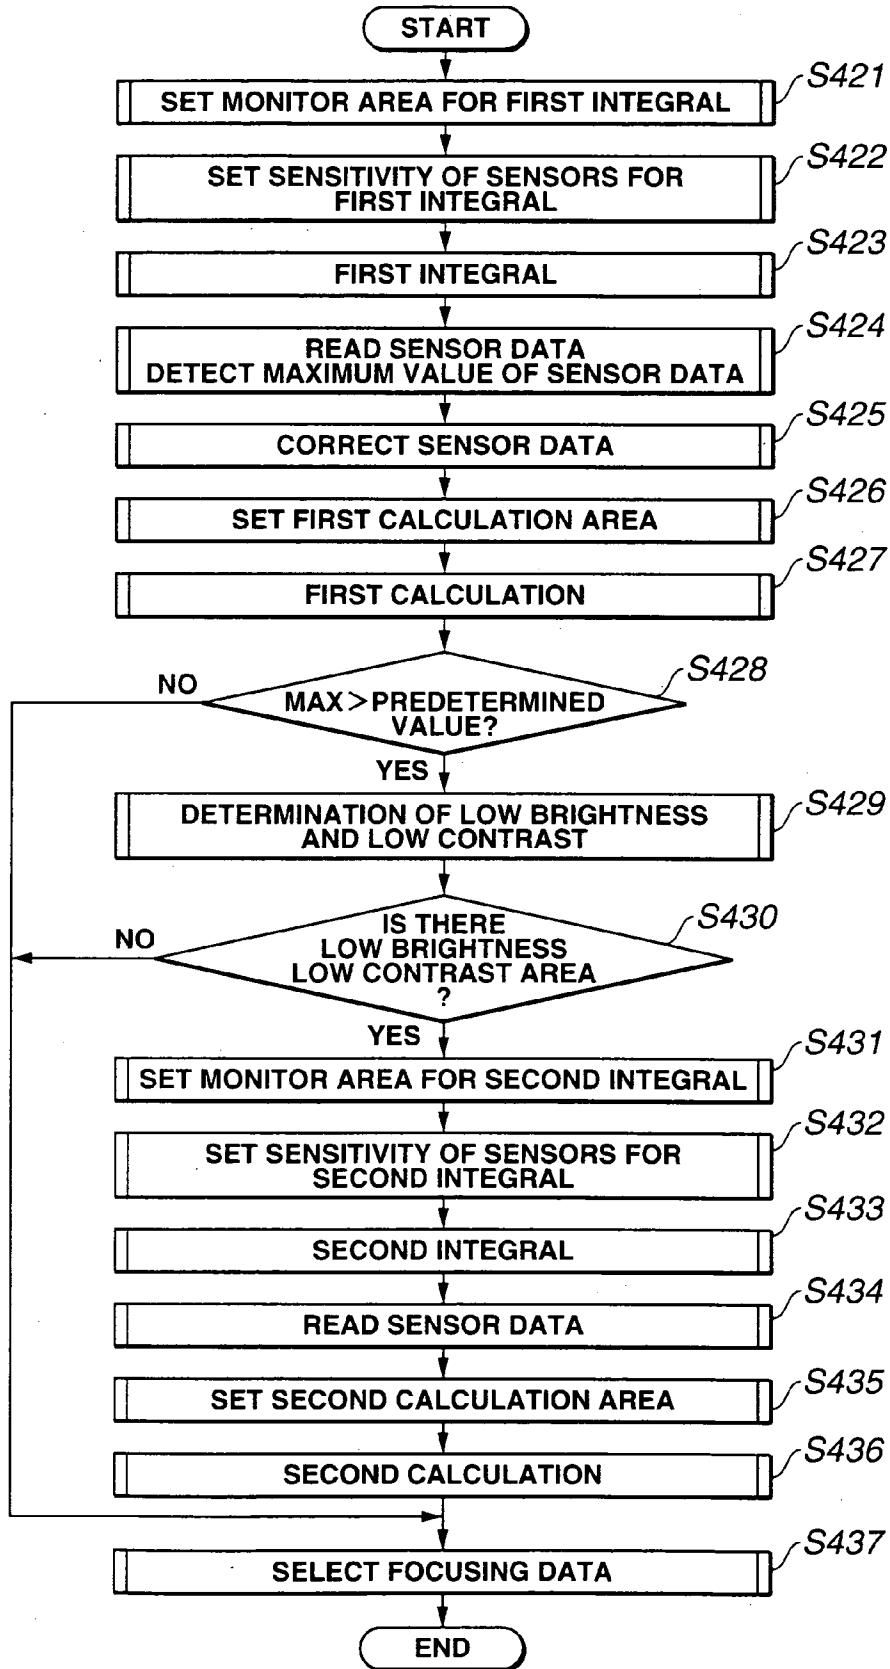 START
SET MONITOR AREA FOR FIRST INTEGRAL
S421
SET SENSITIVITY OF SENSORS FOR
FIRST INTEGRAL
S422
FIRST INTEGRAL
S423
READ SENSOR DATA
DETECT MAXIMUM VALUE OF SENSOR DATA
S424
CORRECT SENSOR DATA
S425
SET FIRST CALCULATION AREA
S426
FIRST CALCULATION
S427
MAX>PREDETERMINED
VALUE?
S428
NO
YES
DETERMINATION OF LOW BRIGHTNESS
AND LOW CONTRAST
S429
IS THERE
LOW BRIGHTNESS
LOW CONTRAST AREA
?
S430
NO
YES
SET MONITOR AREA FOR SECOND INTEGRAL
S431
SET SENSITIVITY OF SENSORS FOR
SECOND INTEGRAL
S432
SECOND INTEGRAL
S433
READ SENSOR DATA
S434
SET SECOND CALCULATION AREA
S435
SECOND CALCULATION
S436
SELECT FOCUSING DATA
S437
END